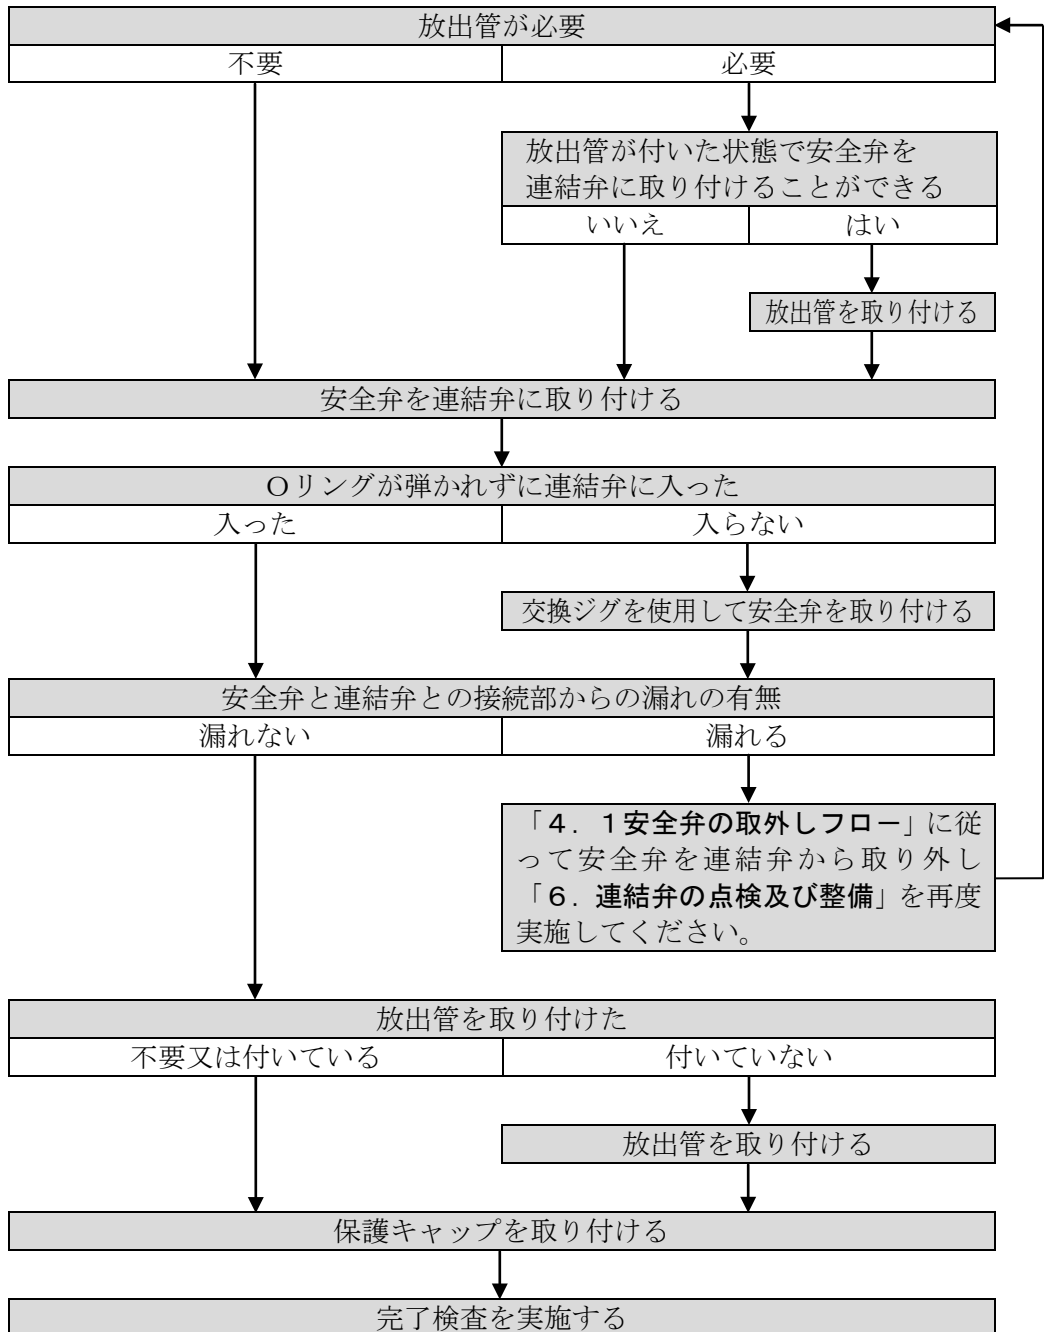 放出管が必要
不要
必要
放出管が付いた状態で安全弁を
連結弁に取り付けることができる
いいえ
はい
放出管を取り付ける
安全弁を連結弁に取り付ける
Oリングが弾かれずに連結弁に入った
入った
入らない
交換ジグを使用して安全弁を取り付ける
安全弁と連結弁との接続部からの漏れの有無
漏れない
漏れる
「4.1安全弁の取外しフロー」に従
って安全弁を連結弁から取り外し
「6.連結弁の点検及び整備」を再度
実施してください。
放出管を取り付けた
不要又は付いている
付いていない
放出管を取り付ける
保護キャップを取り付ける
完了検査を実施する